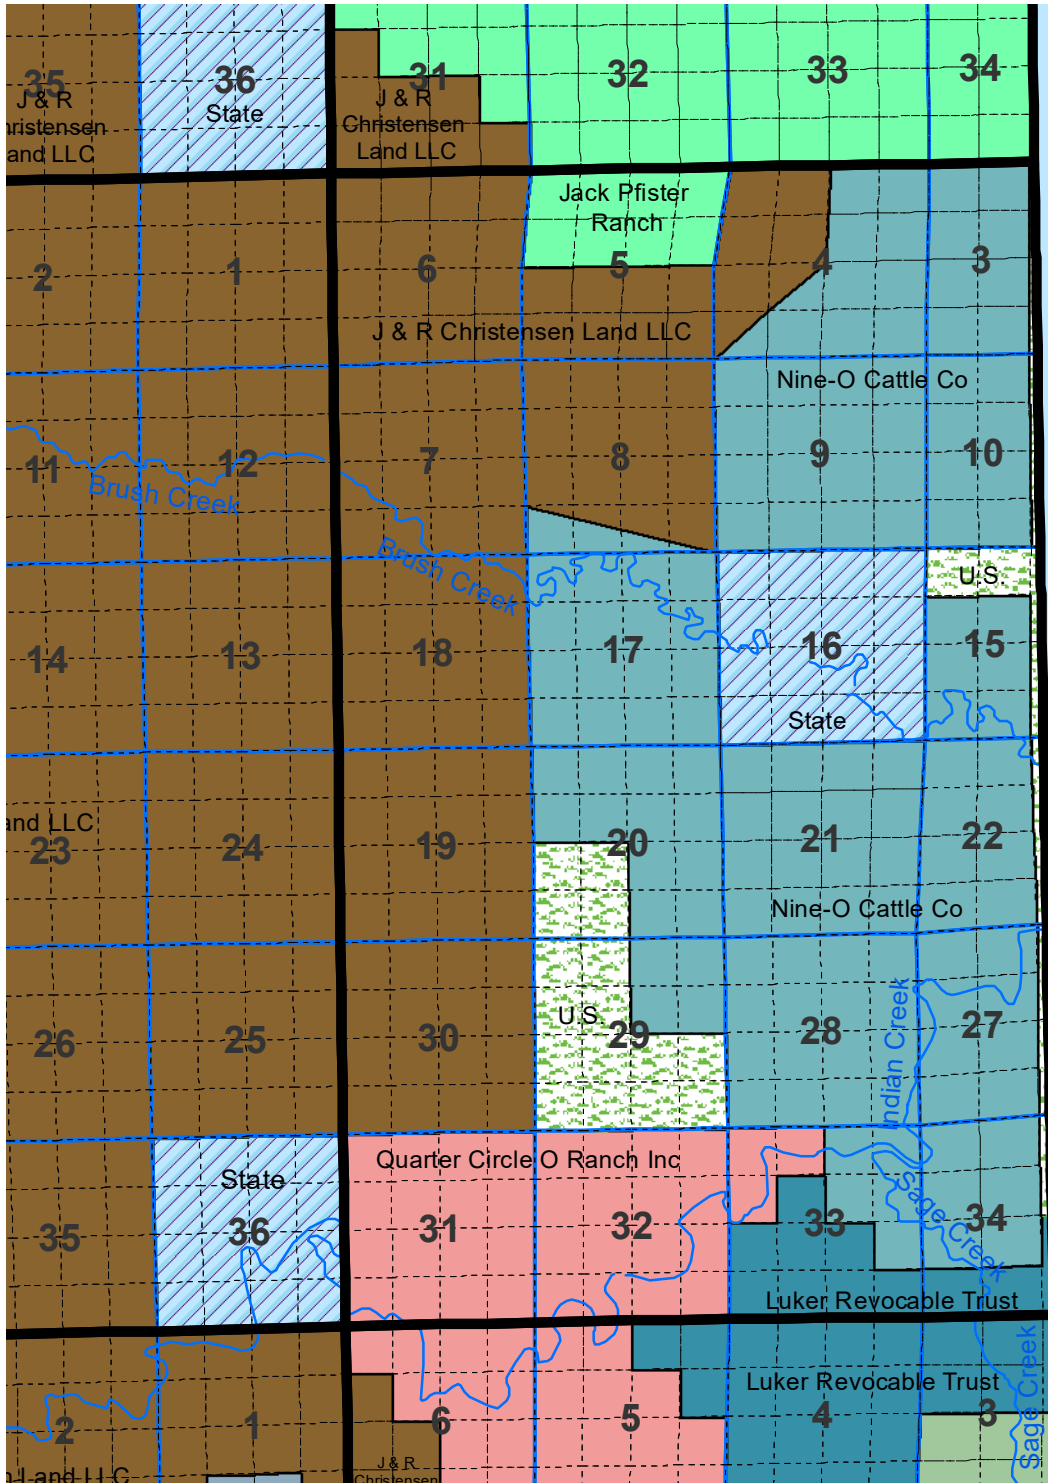 35
36
31
32
33
34
J & R
hristensen
and LLC
State
J & R
Christensen
Land LLC
Jack Pfister
Ranch
2
1
6
5
4
3
J & R Christensen Land LLC
Nine-O Cattle Co
11
12
7
8
9
10
Brush Creek
Brush Creek
U.S.
14
13
18
17
16
15
State
and LLC
23
24
19
20
21
22
Nine-O Cattle Co
U.S.
26
25
30
29
28
27
Indian Creek
State
Quarter Circle O Ranch Inc
35
36
31
32
33
34
Sage Creek
Luker Revocable Trust
Luker Revocable Trust
2
1
6
5
4
3
Sage Creek
J & R
Christensen
Land LLC